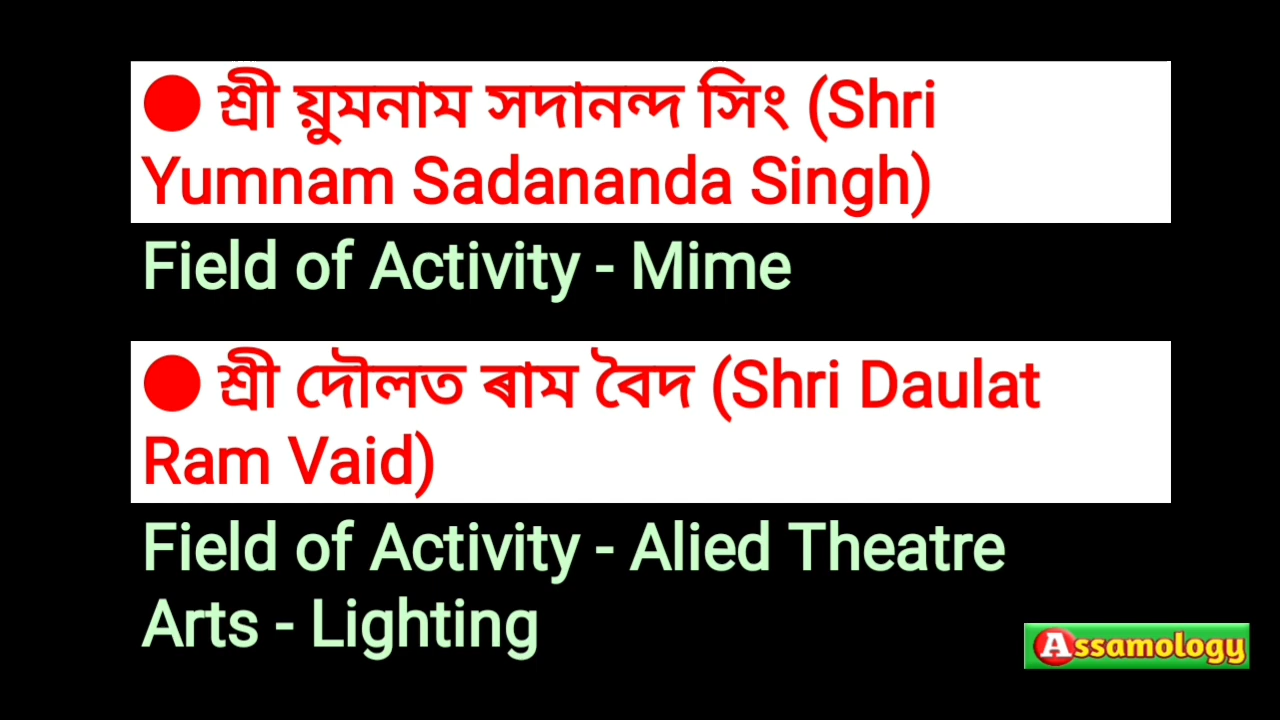 ● শ্ৰী য়ুমনাম সদানন্দ সিং (Shri
Yumnam Sadananda Singh)
Field of Activity - Mime
● শ্ৰী দৌলত ৰাম বৈদ (Shri Daulat
Ram Vaid)
Field of Activity - Alied Theatre
Arts - Lighting
Assamology